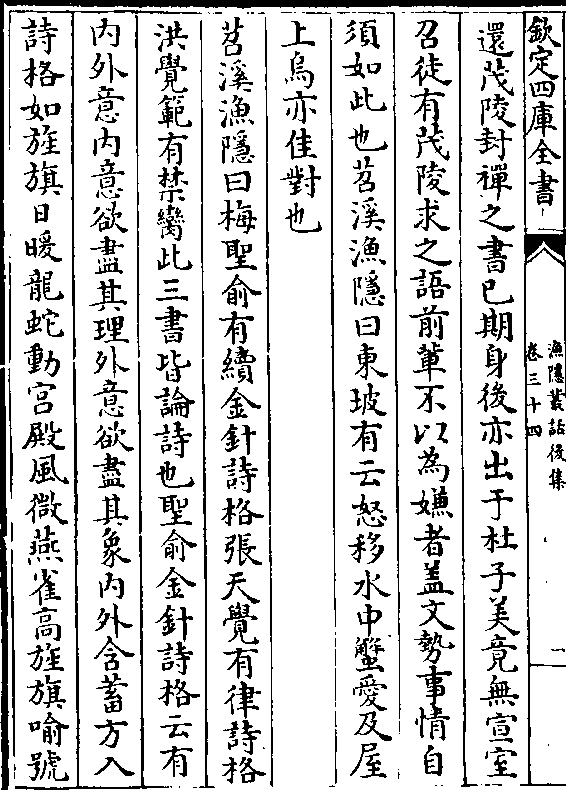 欽定四庫全書
漁隱叢話後集
卷三十四
一
還茂陵封禪之書已期身後亦出于杜子美竟無宣室
召徒有茂陵求之語前輩不以為嫌者盖文勢事情自
須如此也苕溪漁隱曰東坡有云怒移水中蟹愛及屋
上烏亦佳對也
苕溪漁隱曰梅聖俞有續金針詩格張天覺有律詩格
洪覺範有禁臠此三書皆論詩也聖俞金針詩格云有
内外意内意欲盡其理外意欲盡其象内外含蓄方入
詩格如旌旗日暖龍蛇動宫殿風微燕雀高旌旗喻號